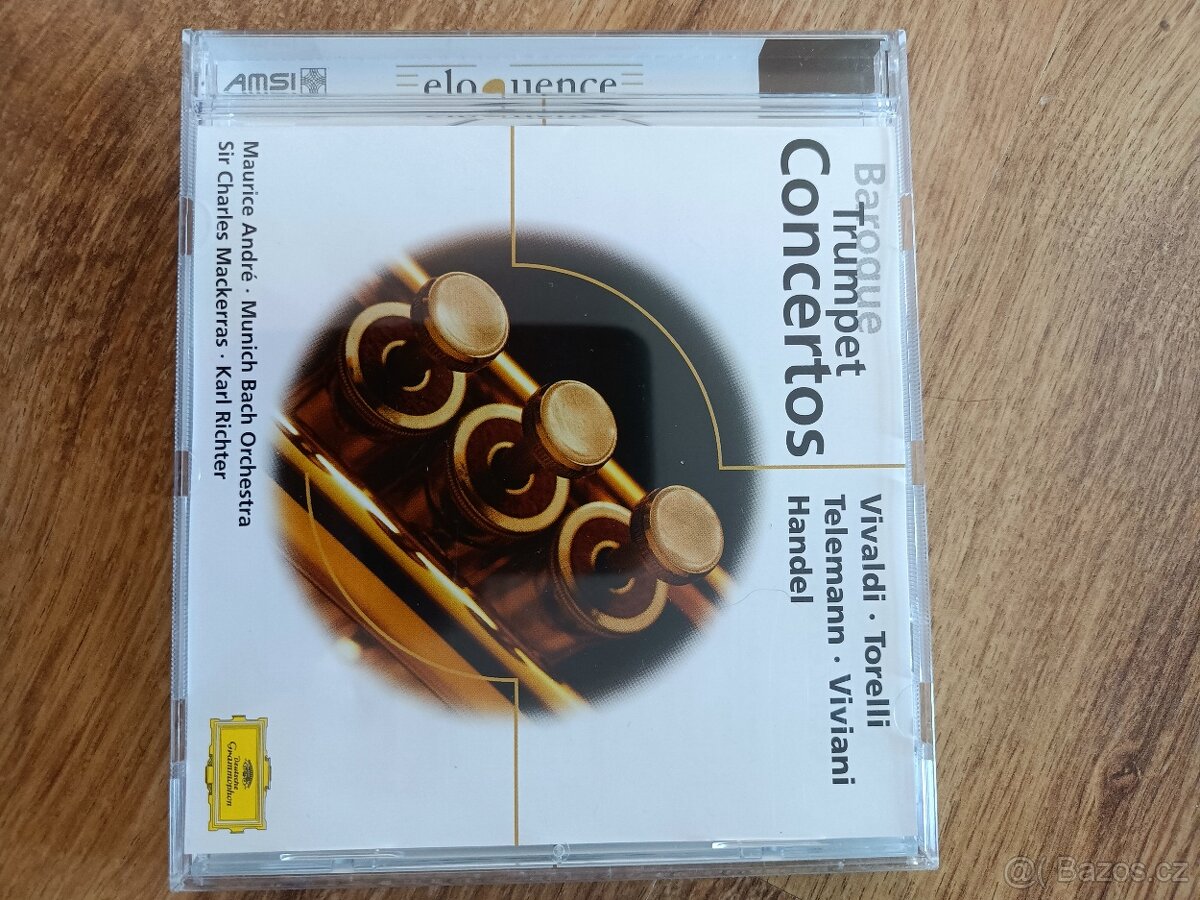 AMSI
eloquence
Baroque
Trumpet
Concertos
Vivaldi · Torelli
Telemann · Viviani
Handel
Maurice André · Munich Bach Orchestra
Sir Charles Mackerras · Karl Richter
Deutsche
Grammophon
@( Bazos.cz